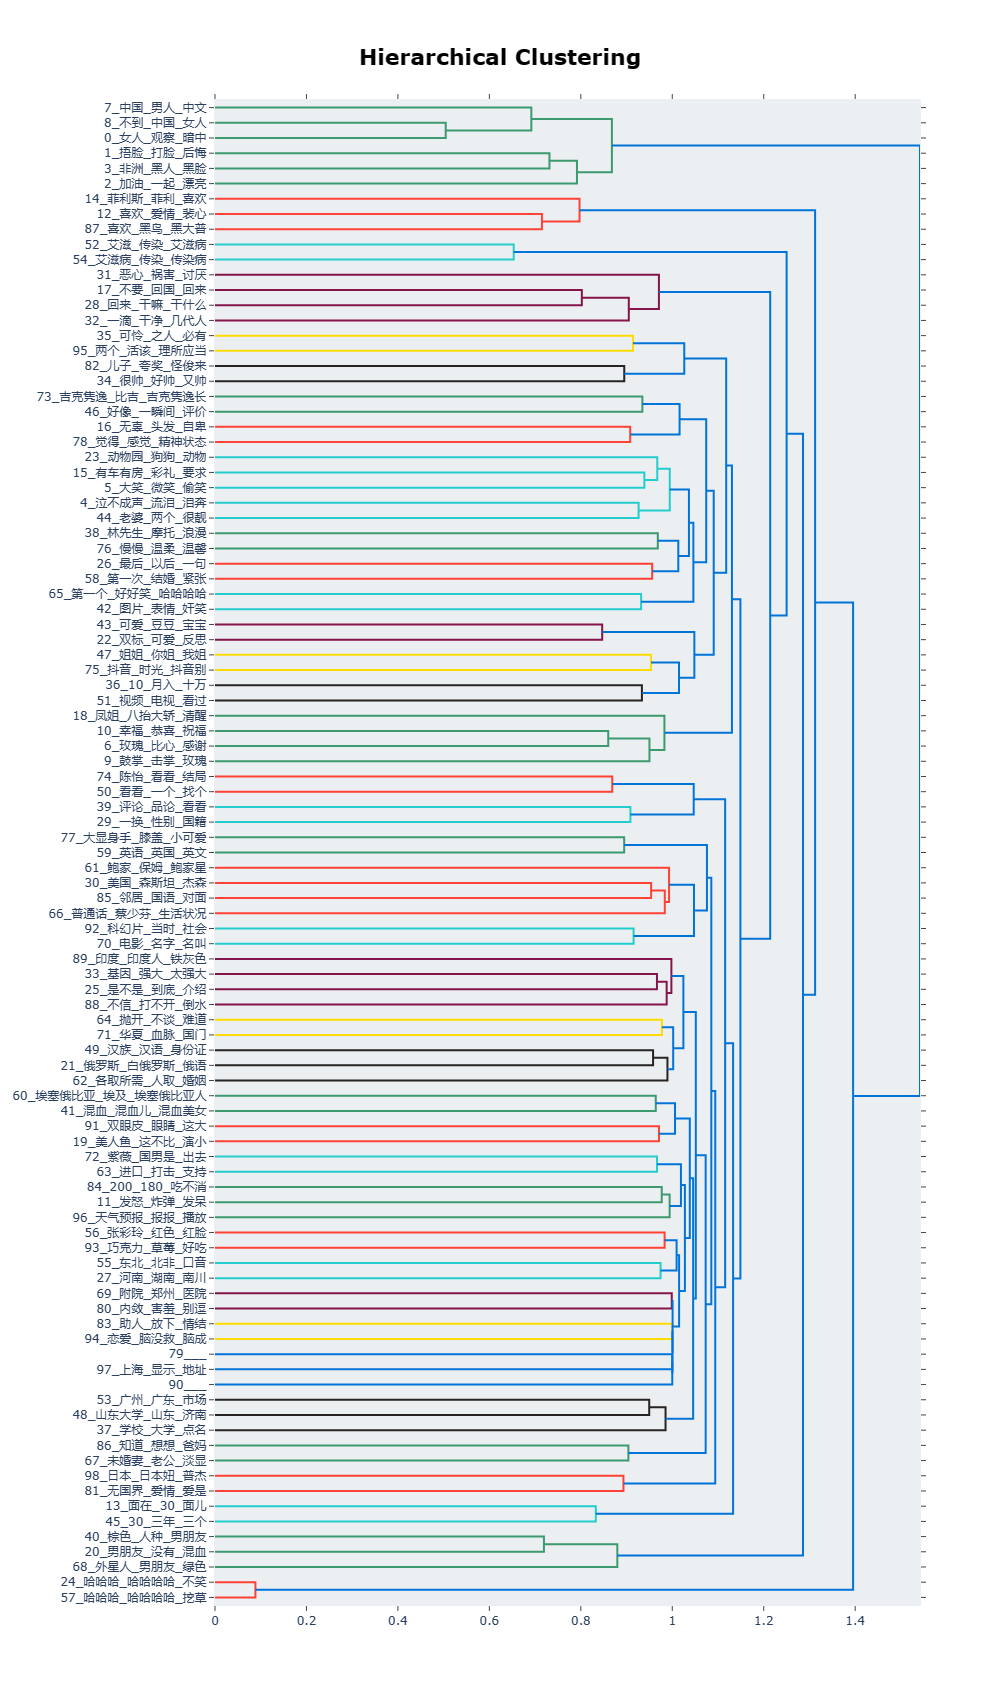 Hierarchical Clustering
7_中国_男人_中文
8_不到_中国_女人
0_女人_观察_暗中
1_捂脸_打脸_后悔
3_非洲_黑人_黑脸
2_加油_一起_漂亮
14_菲利斯_菲利_喜欢
12_喜欢_爱情_裴心
87_喜欢_黑鸟_黑大普
52_艾滋_传染_艾滋病
54_艾滋病_传染_传染病
31_恶心_祸害_讨厌
17_不要_回国_回来
28_回来_干嘛_干什么
32_一滴_干净_几代人
35_可怜_之人_必有
95_两个_活该_理所应当
82_儿子_夸奖_怪俊来
34_很帅_好帅_又帅
73_吉克隽逸_比吉_吉克隽逸长
46_好像_一瞬间_评价
16_无辜_头发_自卑
78_觉得_感觉_精神状态
23_动物园_狗狗_动物
15_有车有房_彩礼_要求
5_大笑_微笑_偷笑
4_泣不成声_流泪_泪奔
44_老婆_两个_很靓
38_林先生_摩托_浪漫
76_慢慢_温柔_温馨
26_最后_以后_一句
58_第一次_结婚_紧张
65_第一个_好好笑_哈哈哈哈
42_图片_表情_奸笑
43_可爱_豆豆_宝宝
22_双标_可爱_反思
47_姐姐_你姐_我姐
75_抖音_时光_抖音别
36_10_月入_十万
51_视频_电视_看过
18_凤姐_八抬大轿_清醒
10_幸福_恭喜_祝福
6_玫瑰_比心_感谢
9_鼓掌_击掌_玫瑰
74_陈怡_看看_结局
50_看看_一个_找个
39_评论_品论_看看
29_一换_性别_国籍
77_大显身手_膝盖_小可爱
59_英语_英国_英文
61_鲍家_保姆_鲍家星
30_美国_森斯坦_杰森
85_邻居_国语_对面
66_普通话_蔡少芬_生活状况
92_科幻片_当时_社会
70_电影_名字_名叫
89_印度_印度人_铁灰色
33_基因_强大_太强大
25_是不是_到底_介绍
88_不信_打不开_倒水
64_抛开_不谈_难道
71_华夏_血脉_国门
49_汉族_汉语_身份证
21_俄罗斯_白俄罗斯_俄语
62_各取所需_人取_婚姻
60_埃塞俄比亚_埃及_埃塞俄比亚人
41_混血_混血儿_混血美女
91_双眼皮_眼睛_这大
19_美人鱼_这不比_演小
72_紫薇_国男是_出去
63_进口_打击_支持
84_200_180_吃不消
11_发怒_炸弹_发呆
96_天气预报_报报_播放
56_张彩玲_红色_红脸
93_巧克力_草莓_好吃
55_东北_北非_口音
27_河南_湖南_南川
69_附院_郑州_医院
80_内敛_害羞_别逗
83_助人_放下_情结
94_恋爱_脑没救_脑成
79___
97_上海_显示_地址
90___
53_广州_广东_市场
48_山东大学_山东_济南
37_学校_大学_点名
86_知道_想想_爸妈
67_未婚妻_老公_淡显
98_日本_日本妞_普杰
81_无国界_爱情_爱是
13_面在_30_面儿
45_30_三年_三个
40_棕色_人种_男朋友
20_男朋友_没有_混血
68_外星人_男朋友_绿色
24_哈哈哈_哈哈哈哈_不笑
57_哈哈哈_哈哈哈哈_挖草
0 0.2 0.4 0.6 0.8 1 1.2 1.4